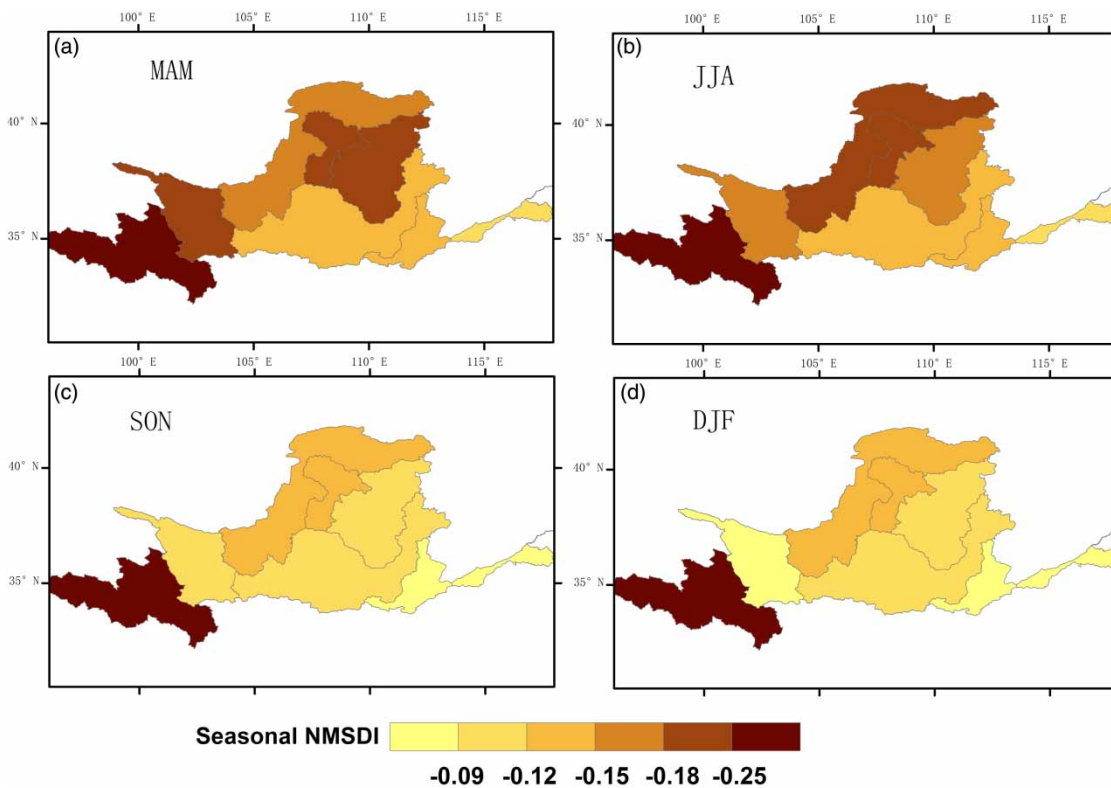 100° E 105° E 110° E 115° E 100° E 105° E 110° E 115° E
(a) (b)
MAM JJA
40° N 40° N
35° N 35° N
100° E 105° E 110° E 115° E 100° E 105° E 110° E 115° E
(c) (d)
SON DJF
40° N 40° N
35° N 35° N
Seasonal NMSDI
-0.09 -0.12 -0.15 -0.18 -0.25